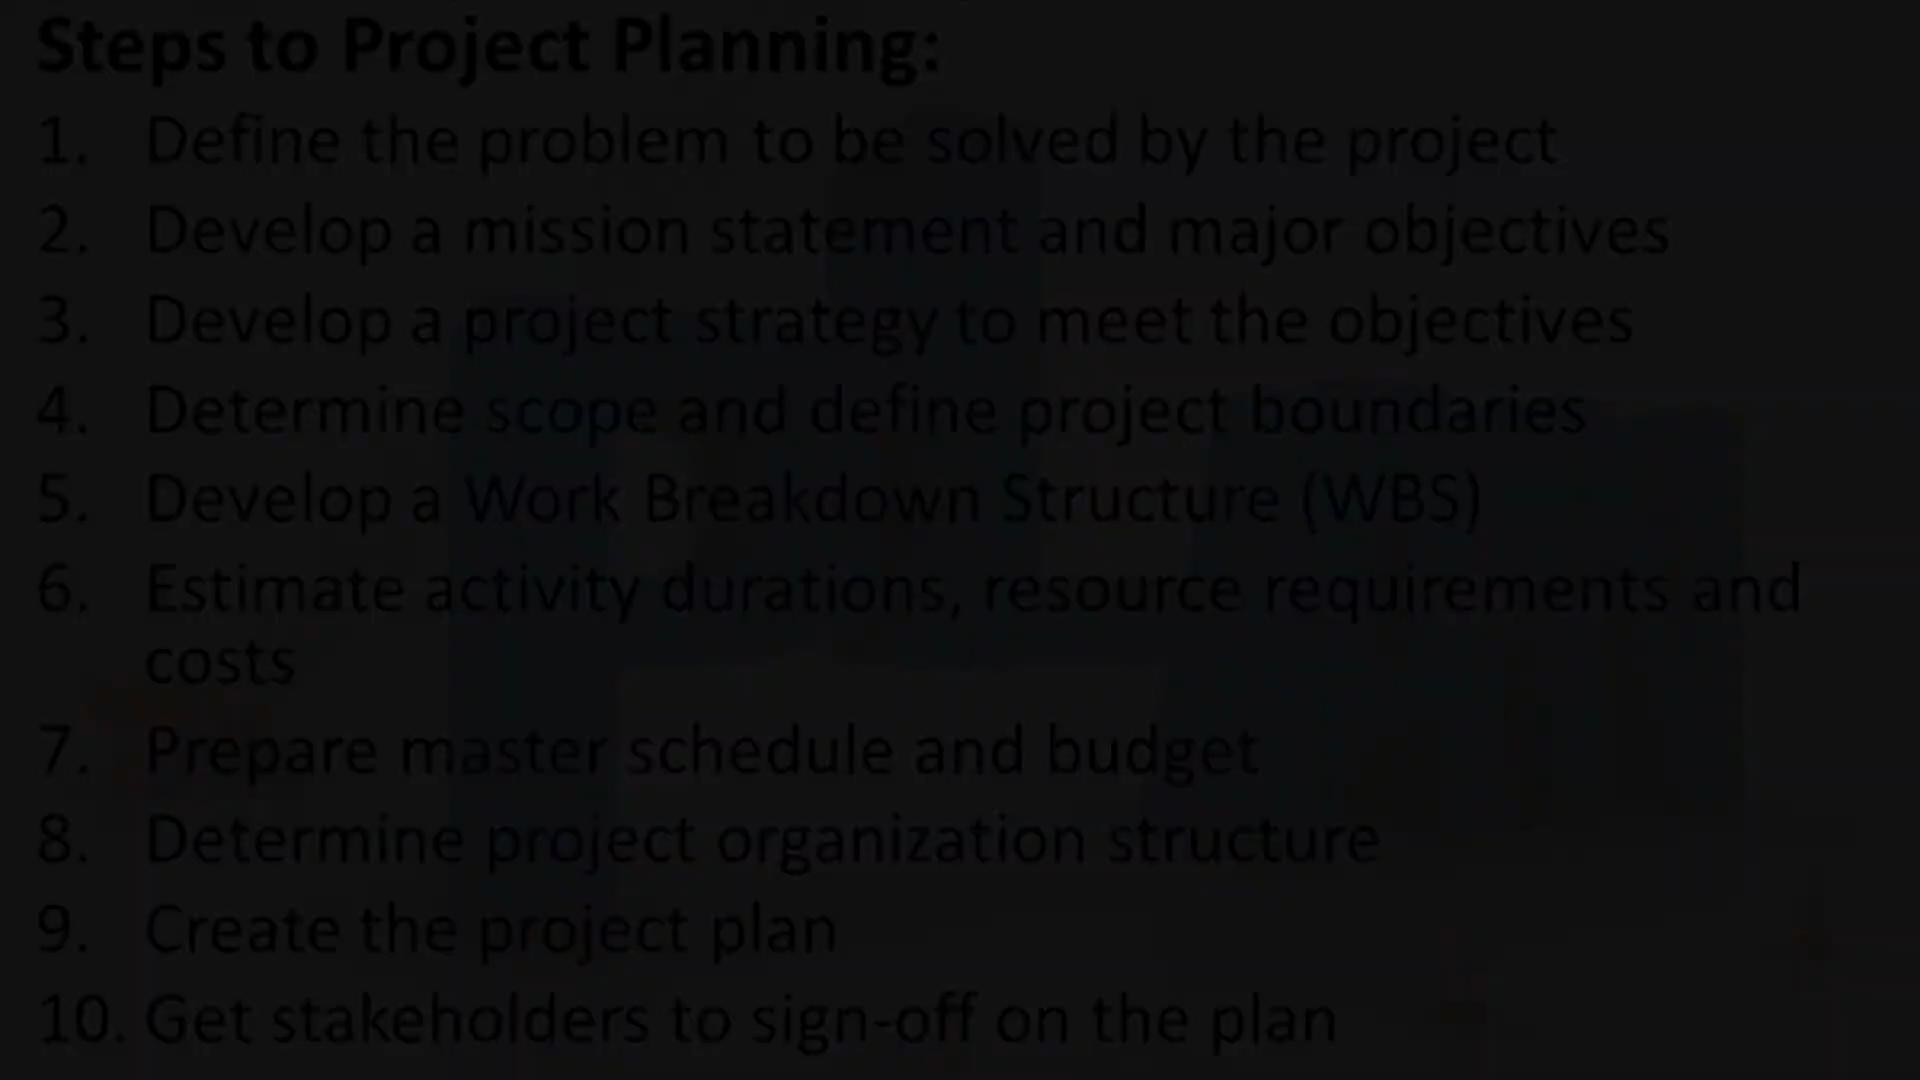 Steps to Project Planning:
1. Define the problem to be solved by the project
2. Develop a mission statement and major objectives
3. Develop a project strategy to meet the objectives
4. Determine scope and define project boundaries
5. Develop a Work Breakdown Structure (WBS)
6. Estimate activity durations, resource requirements and
costs
7. Prepare master schedule and budget
8. Determine project organization structure
9. Create the project plan
10. Get stakeholders to sign-off on the plan